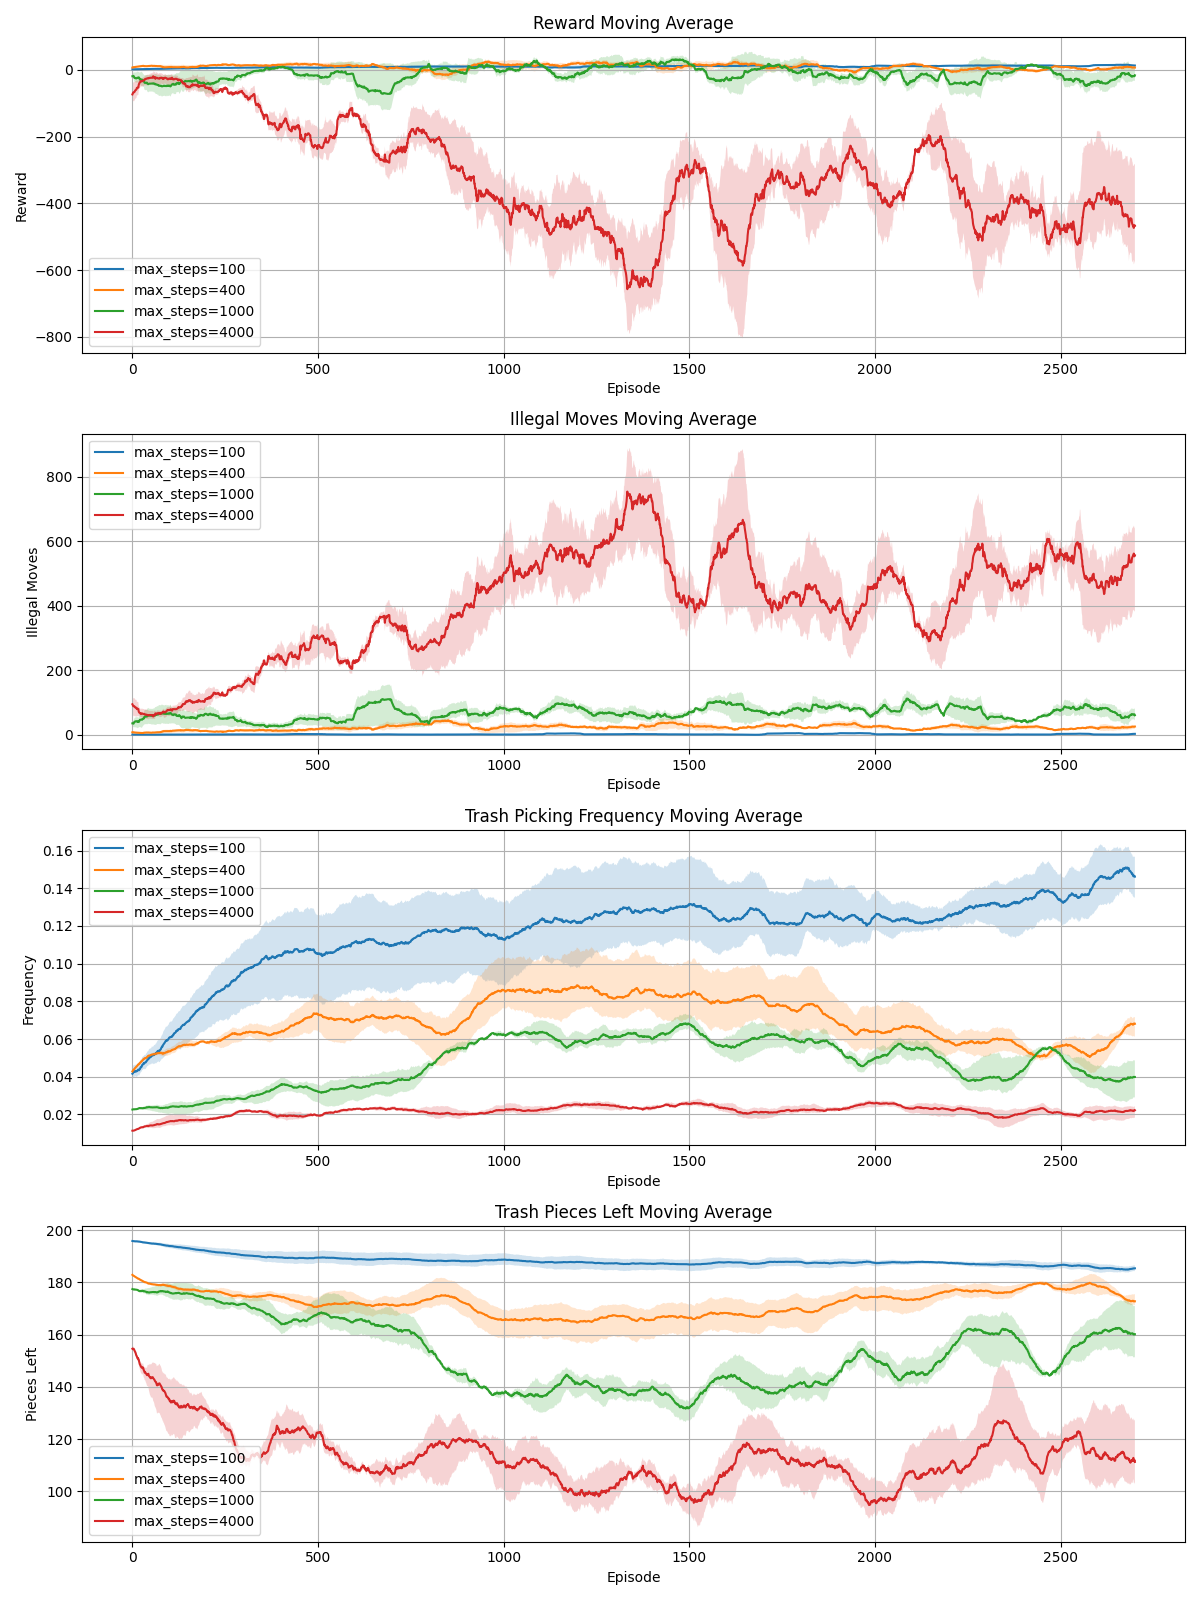 Reward Moving Average
Reward
0
−200
−400
−600
−800
max_steps=100
max_steps=400
max_steps=1000
max_steps=4000
0 500 1000 1500 2000 2500
Episode
Illegal Moves Moving Average
Illegal Moves
800
600
400
200
0
max_steps=100
max_steps=400
max_steps=1000
max_steps=4000
0 500 1000 1500 2000 2500
Episode
Trash Picking Frequency Moving Average
Frequency
0.16
0.14
0.12
0.10
0.08
0.06
0.04
0.02
max_steps=100
max_steps=400
max_steps=1000
max_steps=4000
0 500 1000 1500 2000 2500
Episode
Trash Pieces Left Moving Average
Pieces Left
200
180
160
140
120
100
max_steps=100
max_steps=400
max_steps=1000
max_steps=4000
0 500 1000 1500 2000 2500
Episode